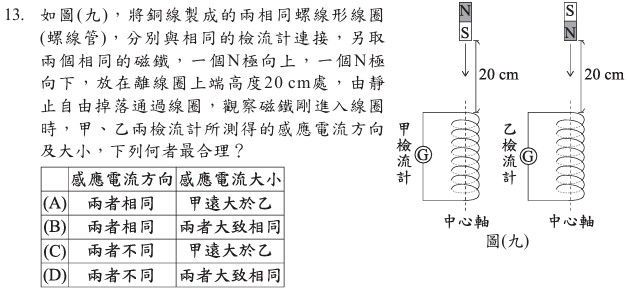 13. 如圖(九)，將銅線製成的兩相同螺線形線圈
(螺線管)，分別與相同的檢流計連接，另取
兩個相同的磁鐵，一個N極向上，一個N極
向下，放在離線圈上端高度20 cm處，由靜
止自由掉落通過線圈，觀察磁鐵剛進入線圈
時，甲、乙兩檢流計所測得的感應電流方向
及大小，下列何者最合理？
感應電流方向 感應電流大小
(A) 兩者相同 甲遠大於乙
(B) 兩者相同 兩者大致相同
(C) 兩者不同 甲遠大於乙
(D) 兩者不同 兩者大致相同
N
S
20 cm
甲檢流計
G
中心軸
S
N
20 cm
乙檢流計
G
中心軸
圖(九)